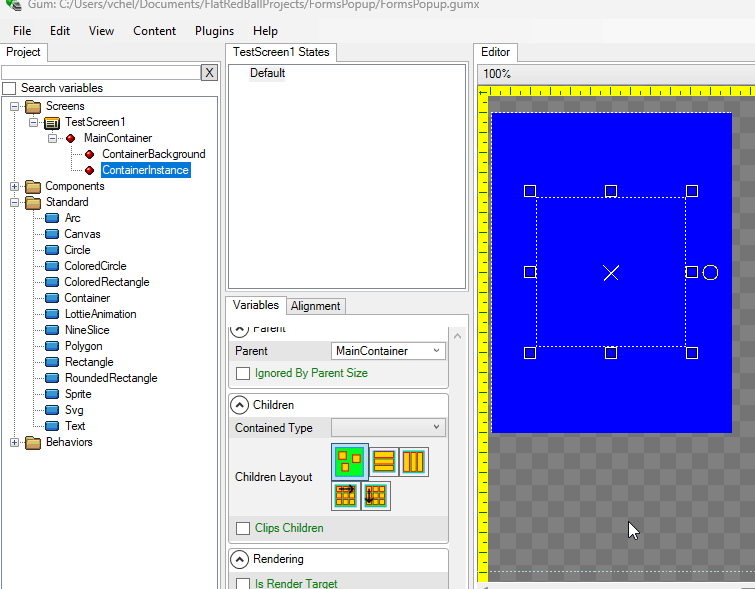 Gum: C:/Users/vchel/Documents/FlatRedBallProjects/FormsPopup/FormsPopup.gumx
File Edit View Content Plugins Help
Project
X
Search variables
Screens
TestScreen1
MainContainer
ContainerBackground
ContainerInstance
Components
Standard
Arc
Canvas
Circle
ColoredCircle
ColoredRectangle
Container
LottieAnimation
NineSlice
Polygon
Rectangle
RoundedRectangle
Sprite
Svg
Text
Behaviors
TestScreen1 States
Default
Variables Alignment
Parent
Parent MainContainer
Ignored By Parent Size
Children
Contained Type
Children Layout
Clips Children
Rendering
Is Render Target
Editor
100%